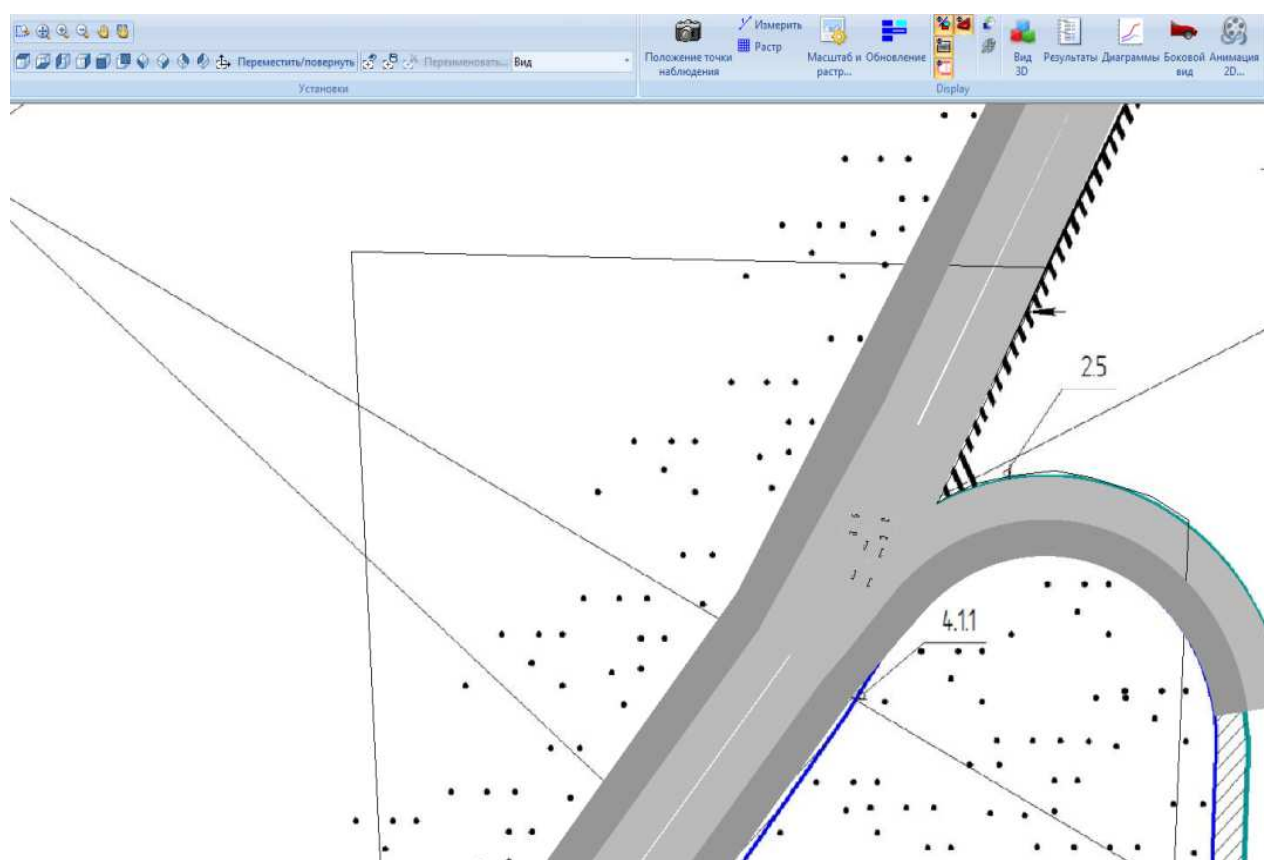 Переместить/повернуть
Переименовать...
Вид
Установки
Положение точки
наблюдения
Измерить
Растр
Масштаб и
растр...
Обновление
Вид
3D
Результаты
Диаграммы
Боковой
вид
Анимация
2D...
Display
2.5
4.1.1